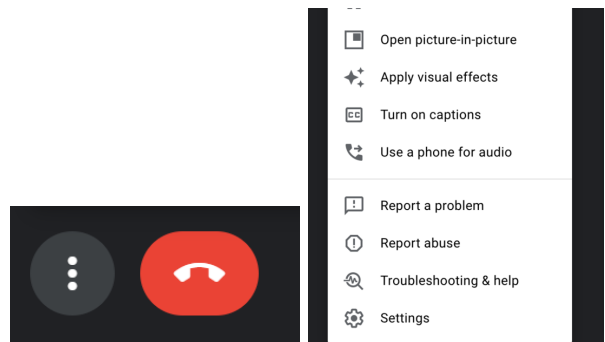 Open picture-in-picture
Apply visual effects
CC
Turn on captions
Use a phone for audio
Report a problem
Report abuse
Troubleshooting & help
Settings